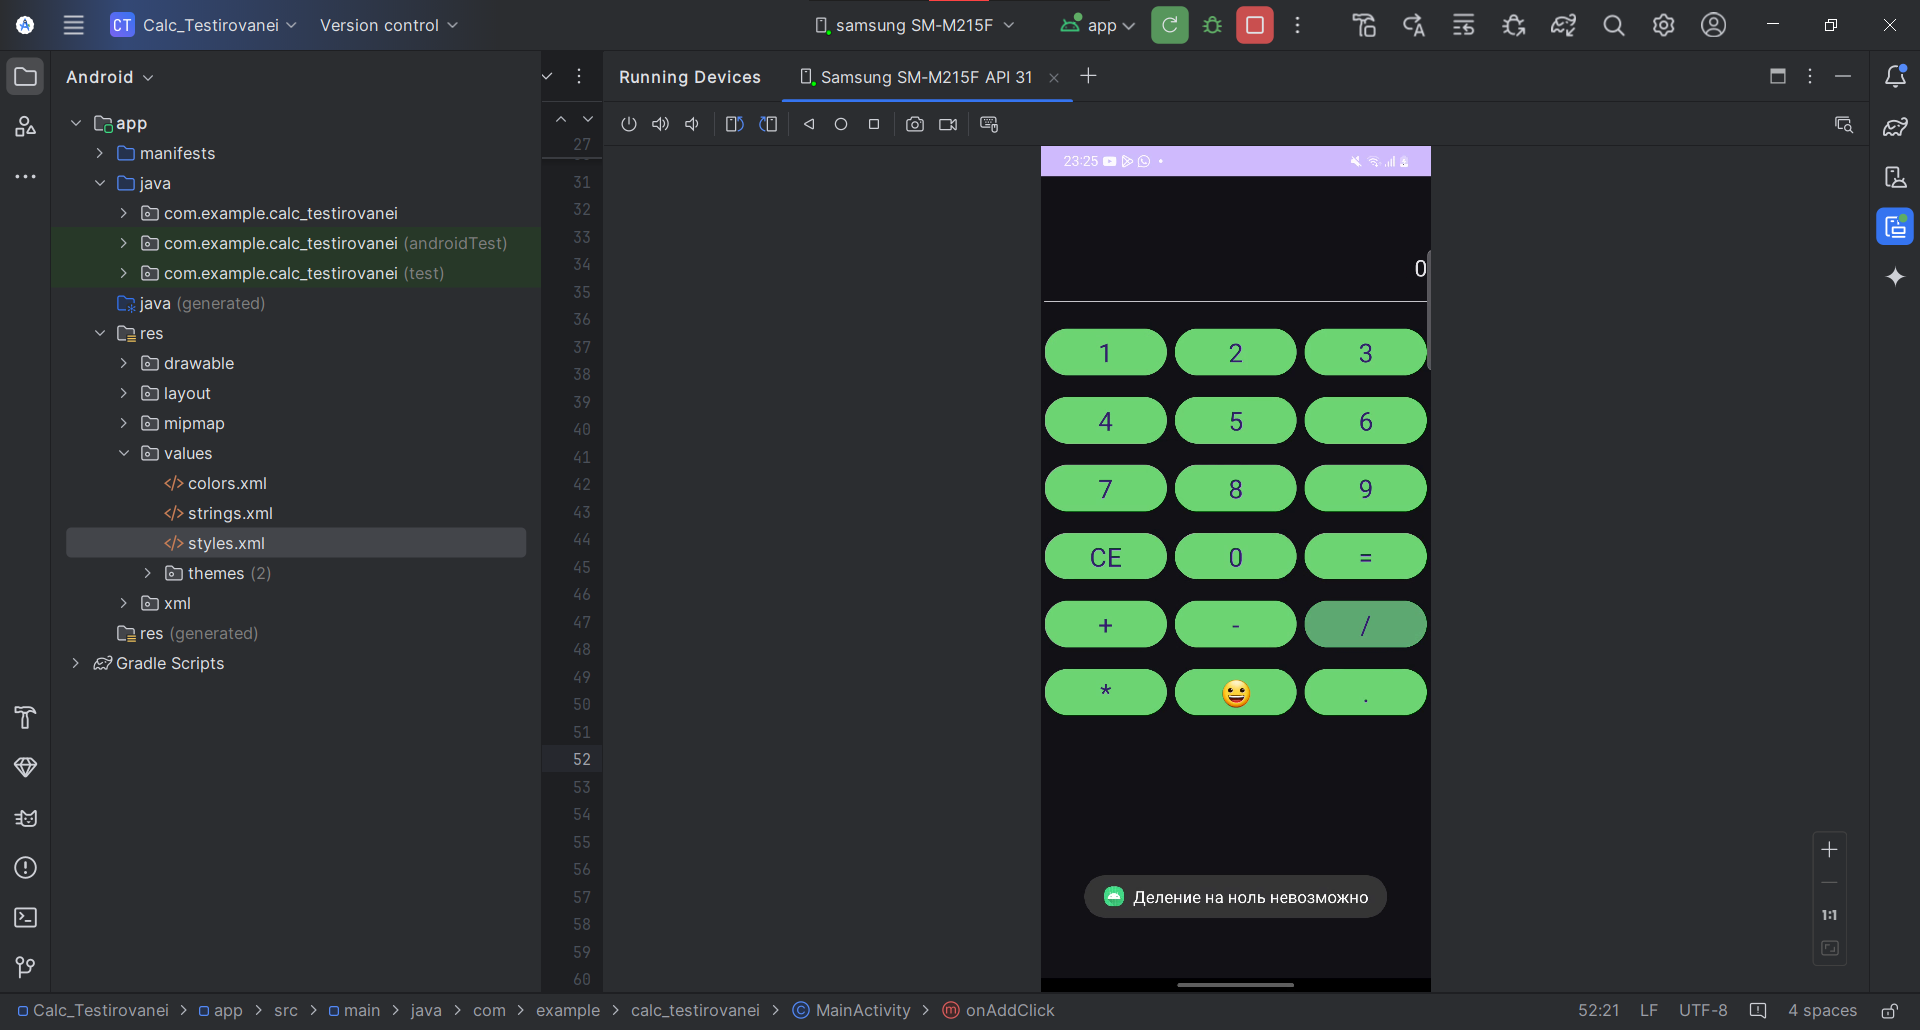 CT Calc_Testirovanei Version control samsung SM-M215F app
Android
Running Devices Samsung SM-M215F API 31
app
manifests
java
com.example.calc_testirovanei
com.example.calc_testirovanei (androidTest)
com.example.calc_testirovanei (test)
java (generated)
res
drawable
layout
mipmap
values
colors.xml
strings.xml
styles.xml
themes (2)
xml
res (generated)
Gradle Scripts
27
31
32
33
34
35
36
37
38
39
40
41
42
43
44
45
46
47
48
49
50
51
52
53
54
55
56
57
58
59
60
23:25
0
1 2 3
4 5 6
7 8 9
CE 0 =
+ - /
* .
Деление на ноль невозможно
1:1
Calc_Testirovanei > app > src > main > java > com > example > calc_testirovanei > MainActivity > onAddClick 52:21 LF UTF-8 4 spaces